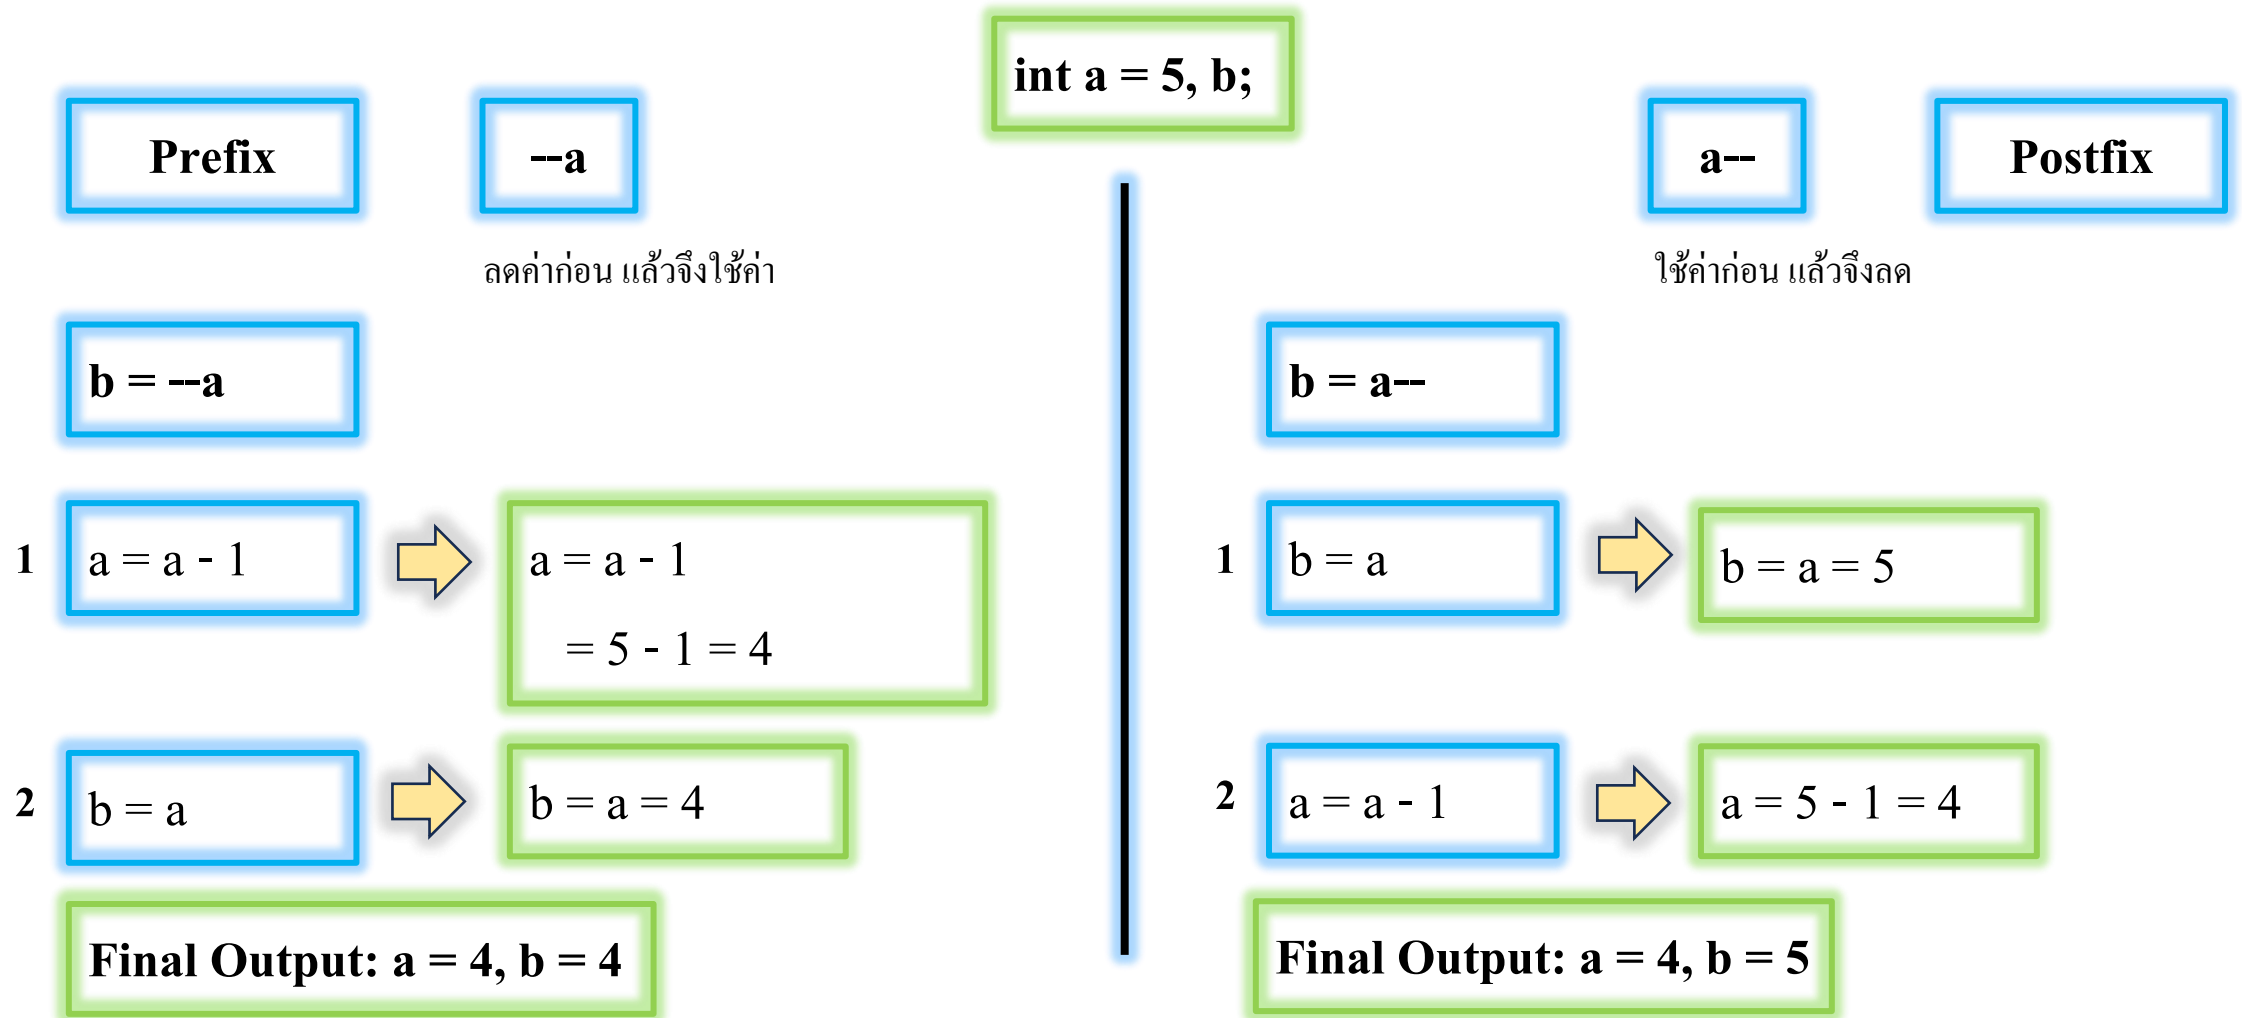 int a = 5, b;
Prefix
--a
ลดค่าก่อน แล้วจึงใช้ค่า
b = --a
1
a = a - 1
a = a - 1
= 5 - 1 = 4
2
b = a
b = a = 4
Final Output: a = 4, b = 4
a--
Postfix
ใช้ค่าก่อน แล้วจึงลด
b = a--
1
b = a
b = a = 5
2
a = a - 1
a = 5 - 1 = 4
Final Output: a = 4, b = 5